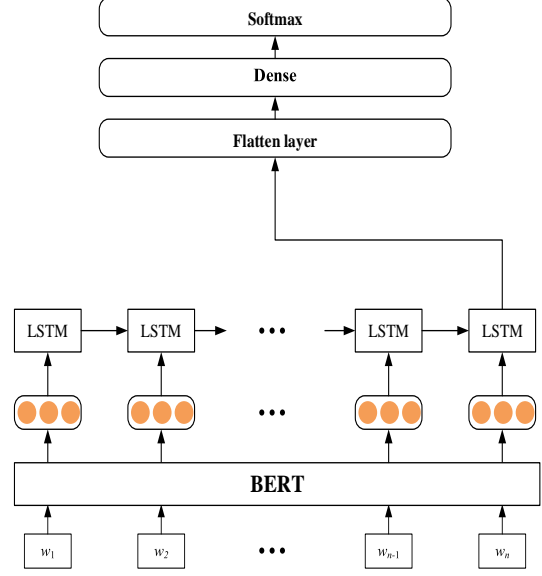 Softmax
Dense
Flatten layer
LSTM LSTM ... LSTM LSTM
...
BERT
w1 w2 ... wn-1 wn